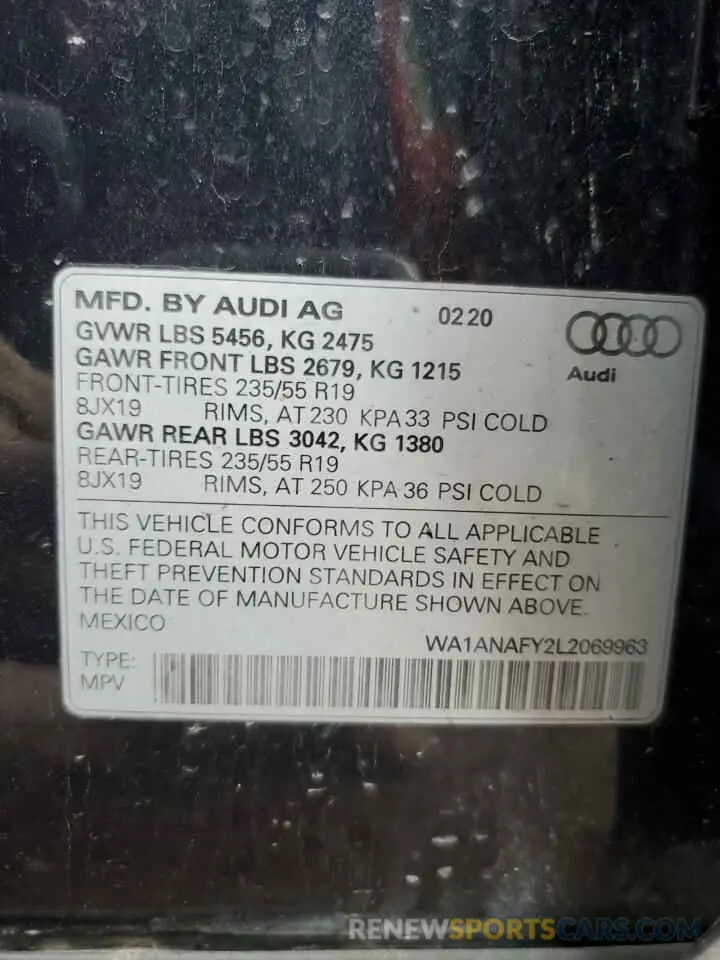 MFD. BY AUDI AG 0220
GVWR LBS 5456, KG 2475
GAWR FRONT LBS 2679, KG 1215
Audi
FRONT-TIRES 235/55 R19
8JX19 RIMS, AT 230 KPA 33 PSI COLD
GAWR REAR LBS 3042, KG 1380
REAR-TIRES 235/55 R19
8JX19 RIMS, AT 250 KPA 36 PSI COLD
THIS VEHICLE CONFORMS TO ALL APPLICABLE
U.S. FEDERAL MOTOR VEHICLE SAFETY AND
THEFT PREVENTION STANDARDS IN EFFECT ON
THE DATE OF MANUFACTURE SHOWN ABOVE.
MEXICO
WA1ANAFY2L2069963
TYPE:
MPV
RENEWSPORTSCARS.COM